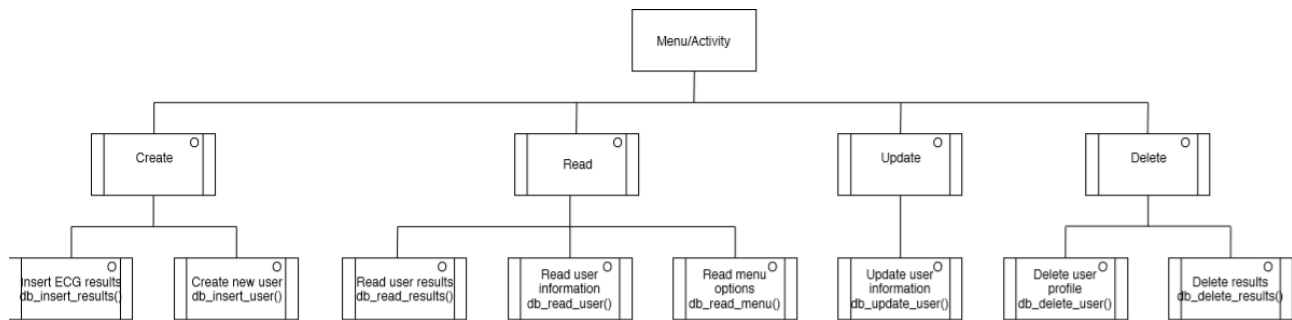 Menu/Activity
O
Create
O
Read
O
Update
O
Delete
O
Insert ECG results
db_insert_results()
O
Create new user
db_insert_user()
O
Read user results
db_read_results()
O
Read user
information
db_read_user()
O
Read menu
options
db_read_menu()
O
Update user
information
db_update_user()
O
Delete user
profile
db_delete_user()
O
Delete results
db_delete_results()